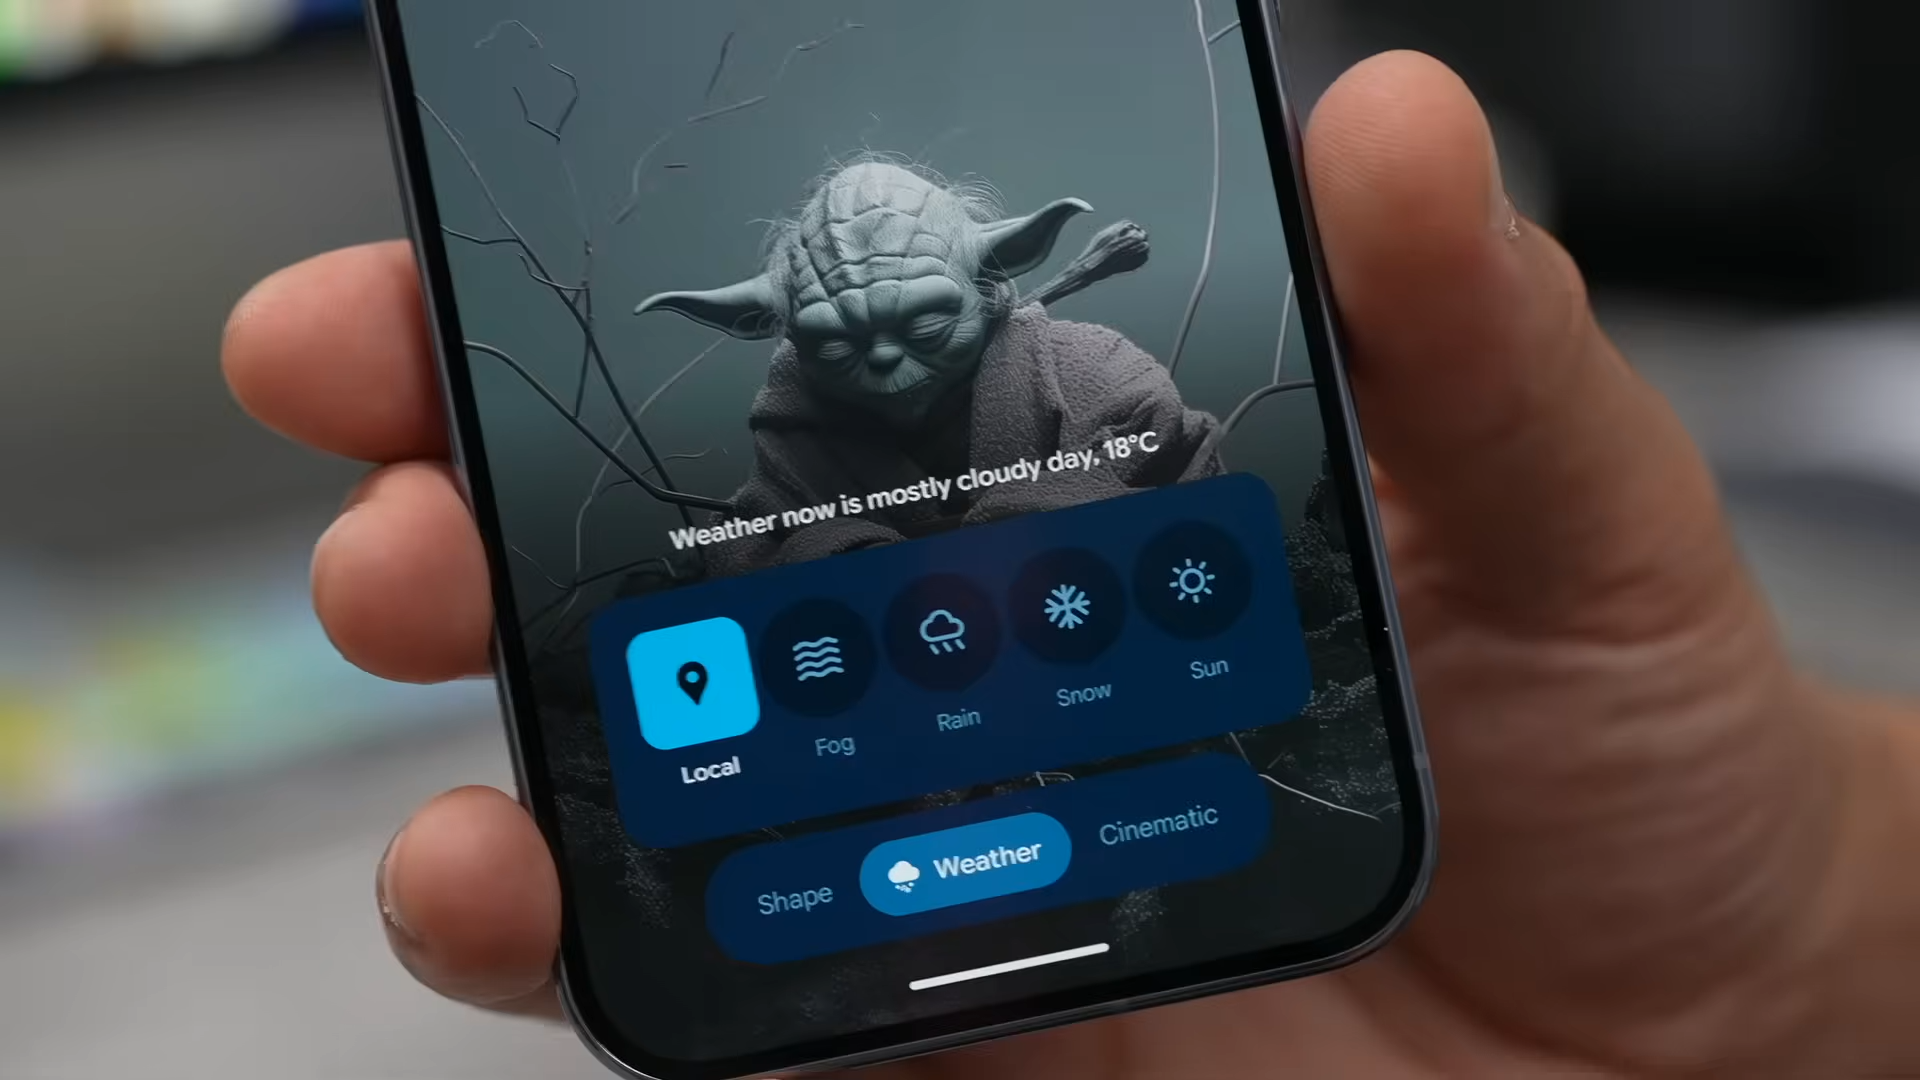 Weather now is mostly cloudy day, 18°C
Local
Fog
Rain
Snow
Sun
Shape
Weather
Cinematic